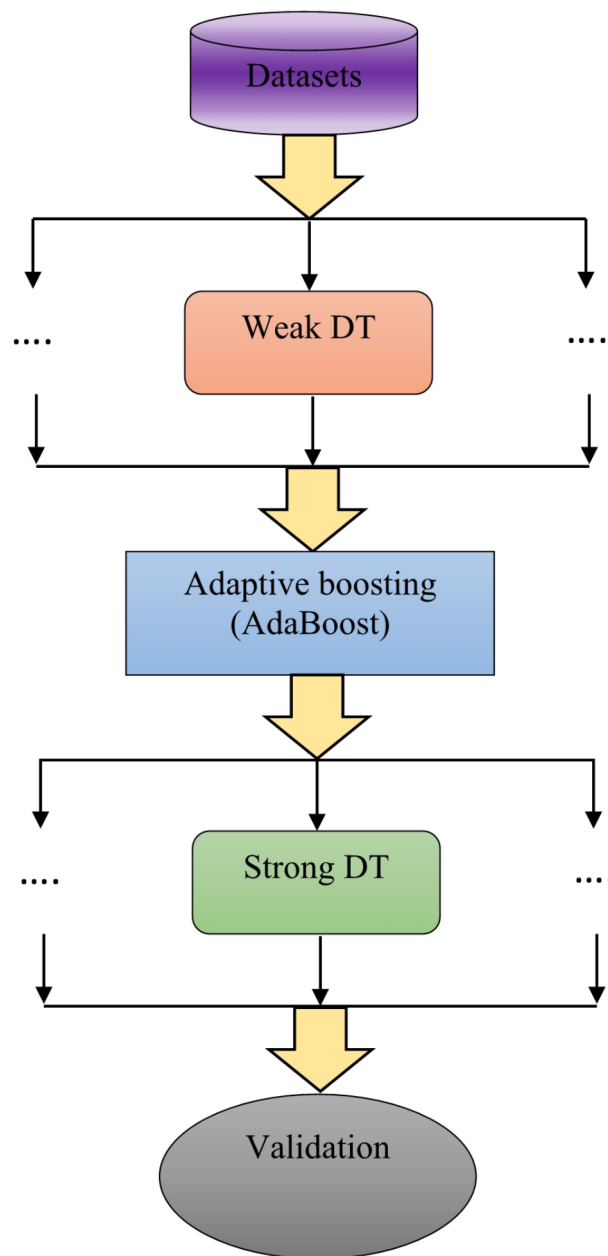 Datasets
Weak DT
....
....
Adaptive boosting
(AdaBoost)
Strong DT
....
....
Validation